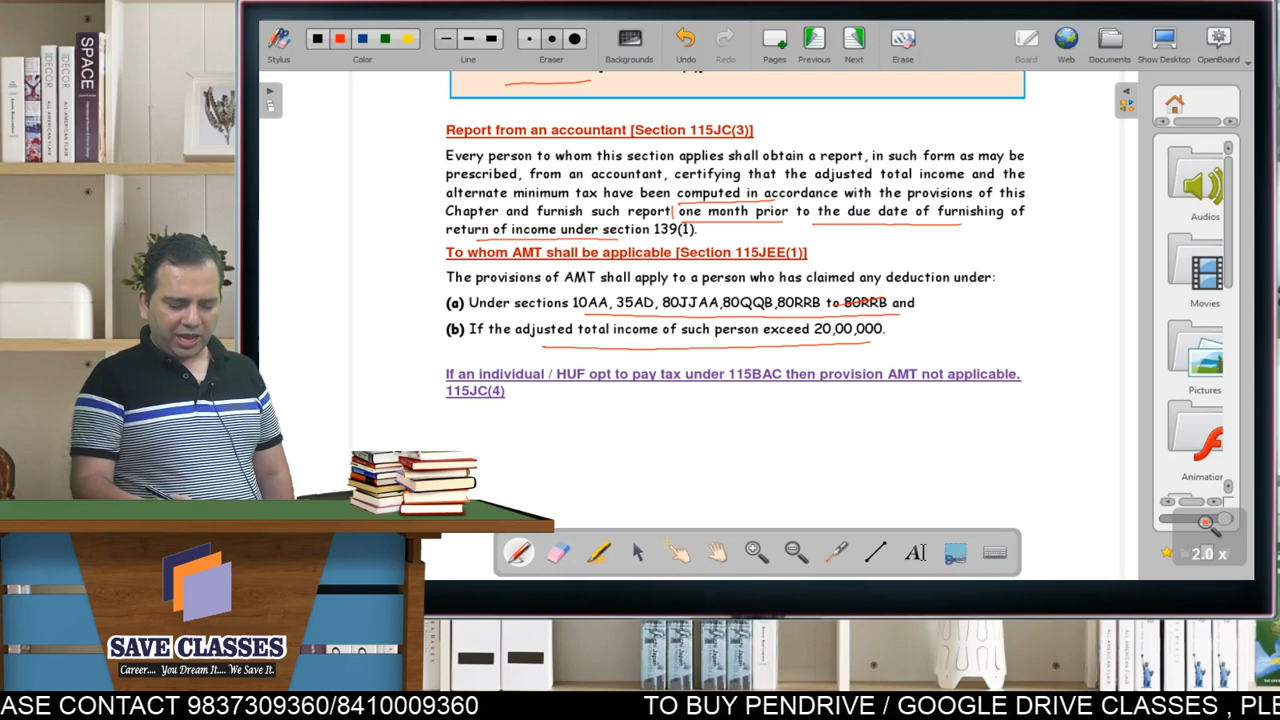 Stylus
Color
Line
Eraser
Backgrounds
Undo
Redo
Pages
Previous
Next
Erase
Board
Web
Documents
Show Desktop
OpenBoard
Report from an accountant [Section 115JC(3)]
Every person to whom this section applies shall obtain a report, in such form as may be
prescribed, from an accountant, certifying that the adjusted total income and the
alternate minimum tax have been computed in accordance with the provisions of this
Chapter and furnish such report one month prior to the due date of furnishing of
return of income under section 139(1).
To whom AMT shall be applicable [Section 115JEE(1)]
The provisions of AMT shall apply to a person who has claimed any deduction under:
(a) Under sections 10AA, 35AD, 80JJAA,80QQB,80RRB to 80RRB and
(b) If the adjusted total income of such person exceed 20,00,000.
If an individual / HUF opt to pay tax under 115BAC then provision AMT not applicable.
115JC(4)
Audios
Movies
Pictures
Animation
2.0 x
SPACE
DECOR
DECOR
ALL AMERICAN FLAIR
SAVE CLASSES
Career.... You Dream It.... We Save It.
ASE CONTACT 9837309360/8410009360
TO BUY PENDRIVE / GOOGLE DRIVE CLASSES , PLE